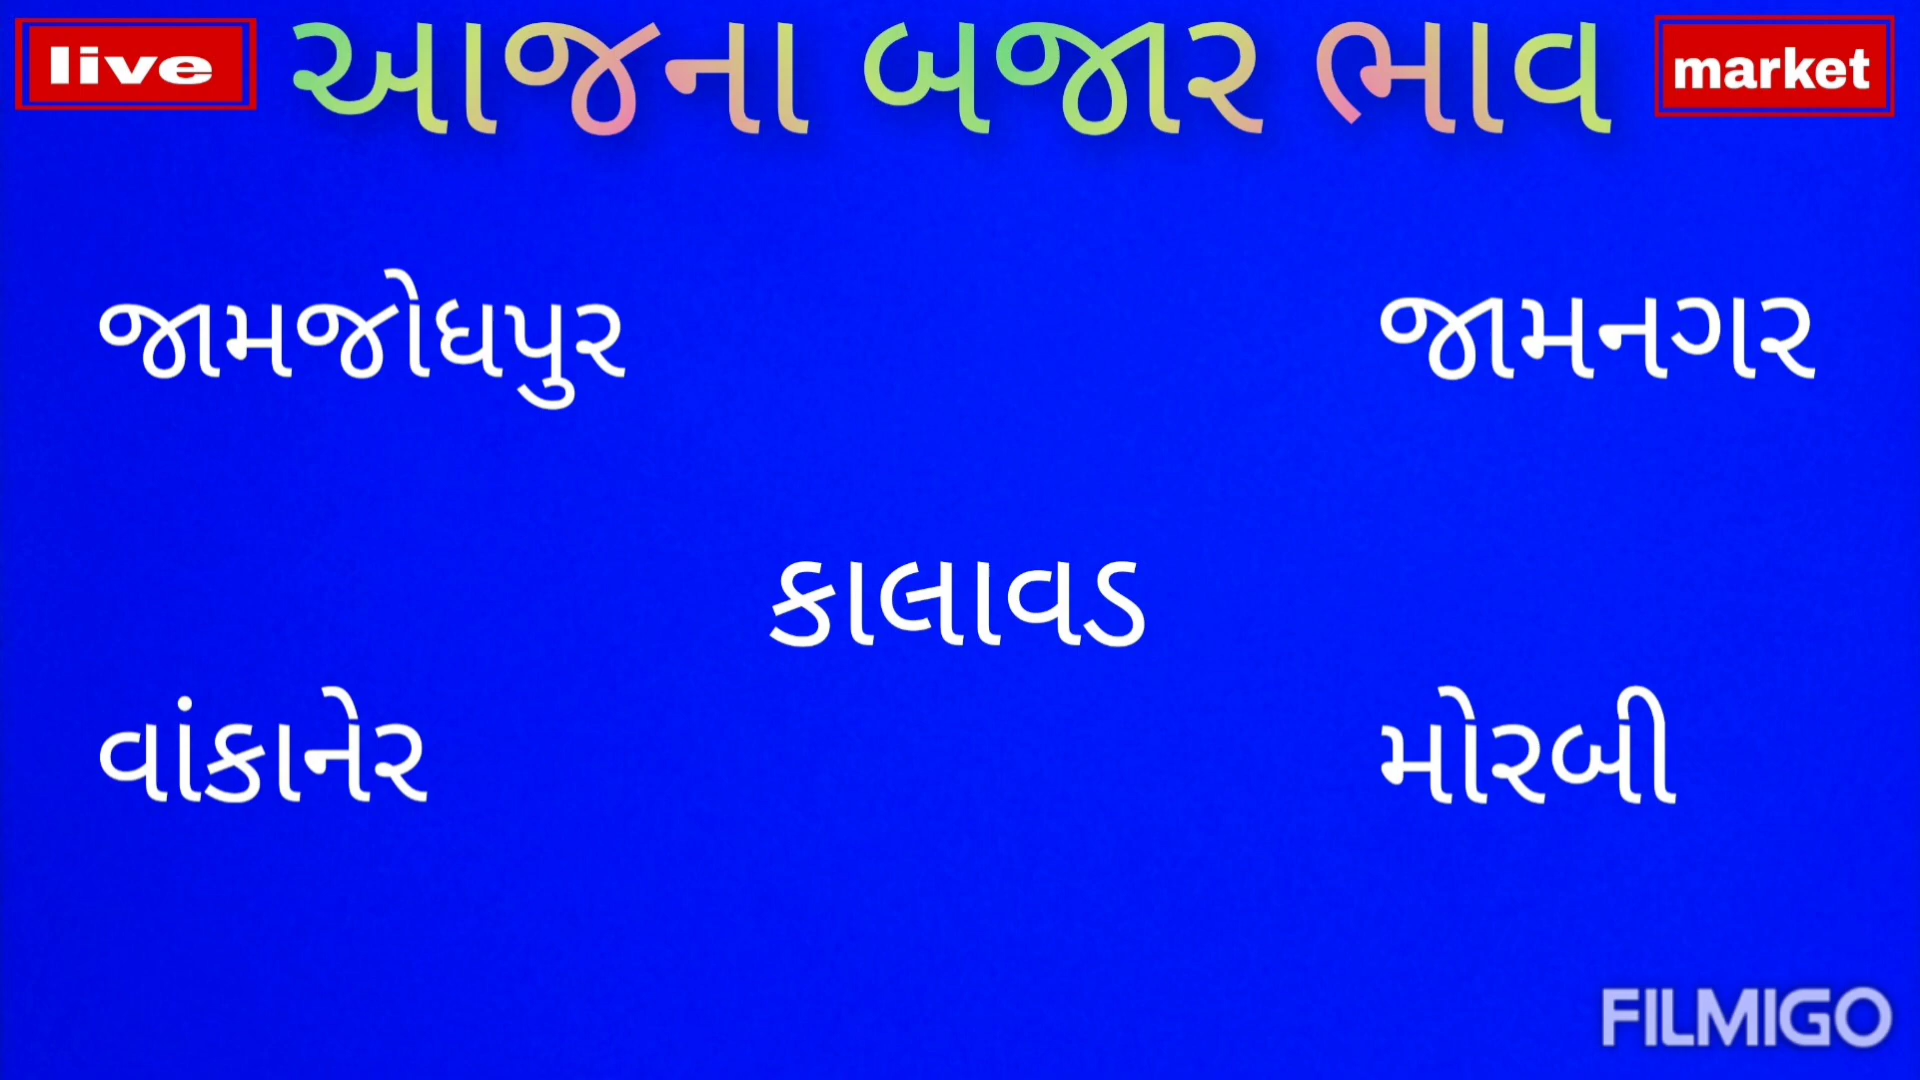 live આજના બજાર ભાવ market
જામજોધપુર જામનગર
કાલાવડ
વાંકાનેર મોરબી
FILMIGO